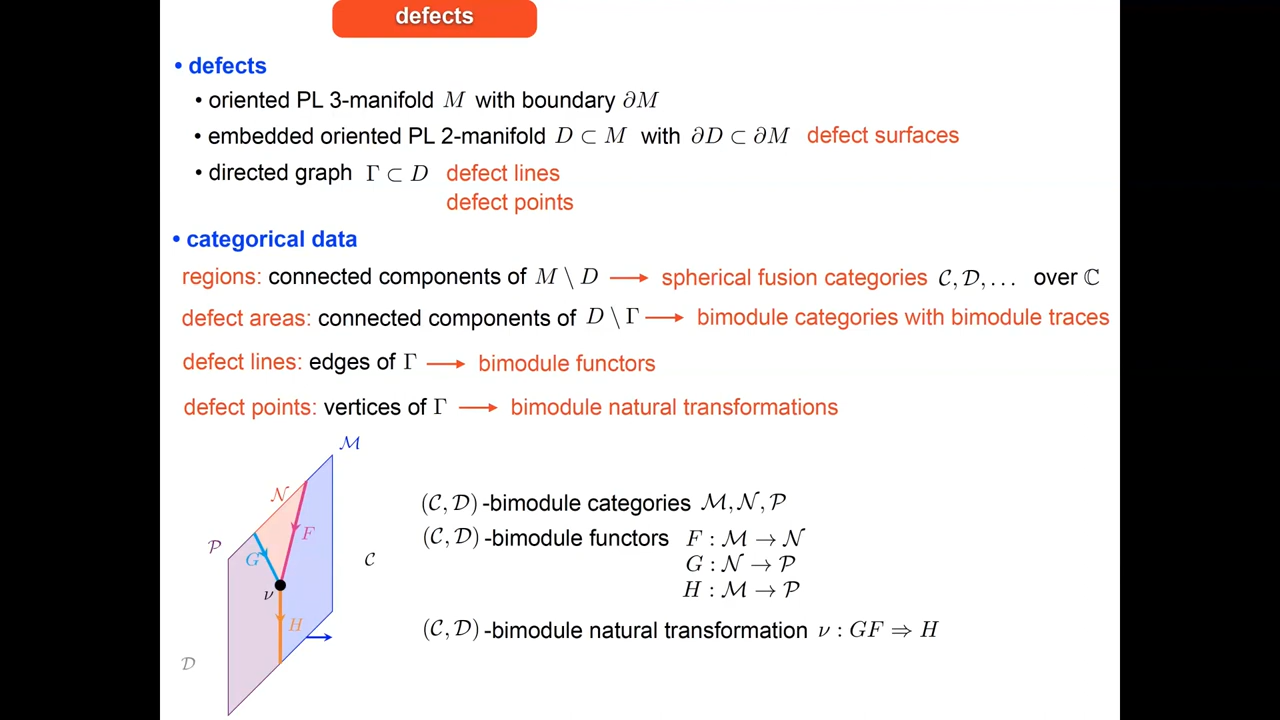 defects
• defects
• oriented PL 3-manifold M with boundary ∂M
• embedded oriented PL 2-manifold D ⊂ M with ∂D ⊂ ∂M defect surfaces
• directed graph Γ ⊂ D defect lines
defect points
• categorical data
regions: connected components of M \ D ⟶ spherical fusion categories 𝒞, 𝒟, ... over ℂ
defect areas: connected components of D \ Γ ⟶ bimodule categories with bimodule traces
defect lines: edges of Γ ⟶ bimodule functors
defect points: vertices of Γ ⟶ bimodule natural transformations
ℳ
𝒩
F
𝒫
G
𝒞
ν
H
𝒟
(𝒞, 𝒟)-bimodule categories ℳ, 𝒩, 𝒫
(𝒞, 𝒟)-bimodule functors F : ℳ → 𝒩
G : 𝒩 → 𝒫
H : ℳ → 𝒫
(𝒞, 𝒟)-bimodule natural transformation ν : GF ⇒ H